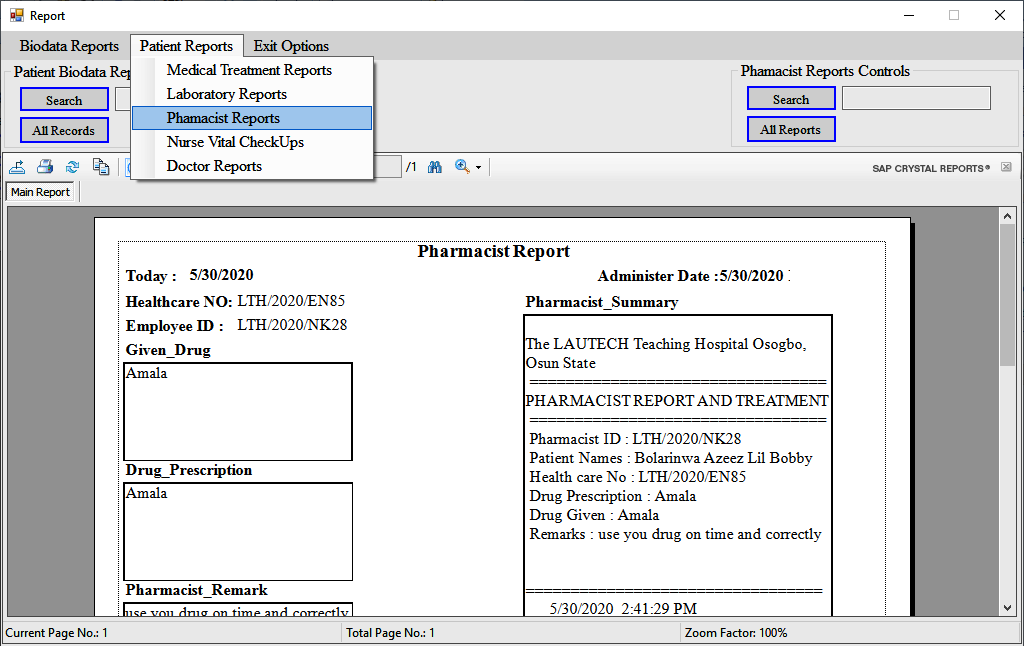 Report
Biodata Reports Patient Reports Exit Options
Patient Biodata Rep
Search
All Records
Medical Treatment Reports
Laboratory Reports
Phamacist Reports
Nurse Vital CheckUps
Doctor Reports
Phamacist Reports Controls
Search
All Reports
/1
SAP CRYSTAL REPORTS®
Main Report
Pharmacist Report
Today : 5/30/2020
Administer Date :5/30/2020
Healthcare NO: LTH/2020/EN85
Employee ID : LTH/2020/NK28
Given_Drug
Amala
Drug_Prescription
Amala
Pharmacist_Remark
use you drug on time and correctly
Pharmacist_Summary
The LAUTECH Teaching Hospital Osogbo,
Osun State
=================================
PHARMACIST REPORT AND TREATMENT
=================================
Pharmacist ID : LTH/2020/NK28
Patient Names : Bolarinwa Azeez Lil Bobby
Health care No : LTH/2020/EN85
Drug Prescription : Amala
Drug Given : Amala
Remarks : use you drug on time and correctly
=================================
5/30/2020 2:41:29 PM
Current Page No.: 1 Total Page No.: 1 Zoom Factor: 100%